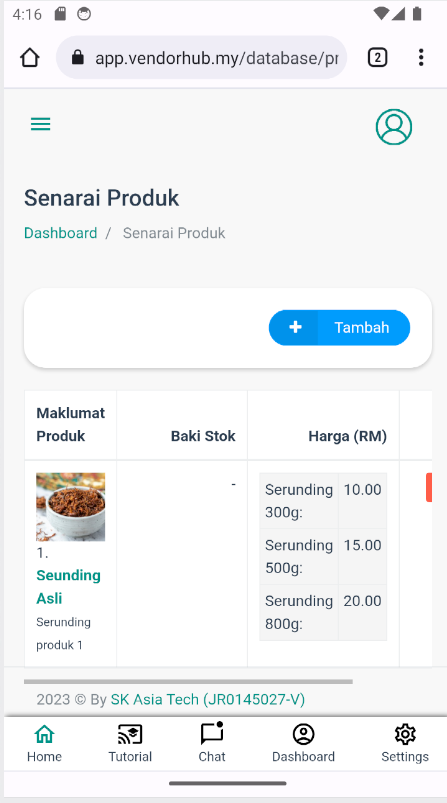 4:16
app.vendorhub.my/database/pr
2
Senarai Produk
Dashboard / Senarai Produk
+ Tambah
Maklumat
Produk
Baki Stok
Harga (RM)
-
Serunding
300g:
10.00
Serunding
500g:
15.00
Serunding
800g:
20.00
1.
Seunding
Asli
Serunding
produk 1
2023 © By SK Asia Tech (JR0145027-V)
Home
Tutorial
Chat
Dashboard
Settings